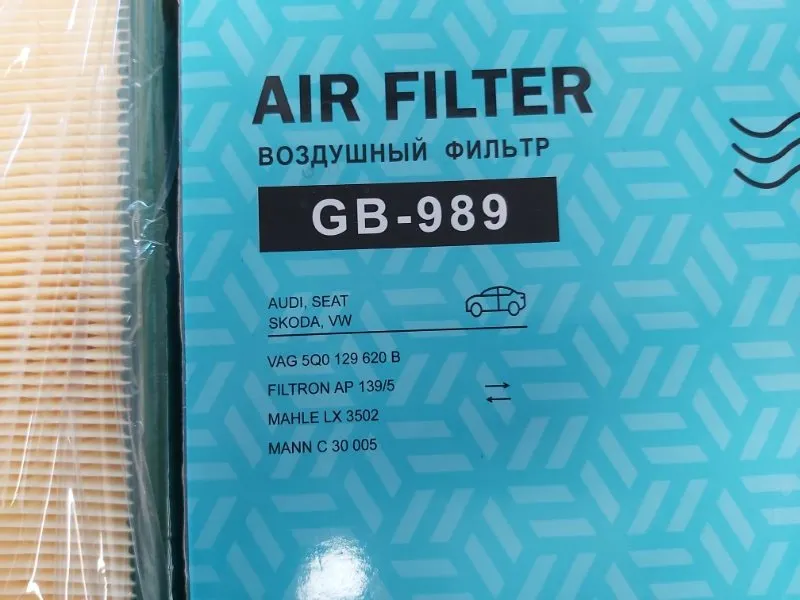 AIR FILTER
ВОЗДУШНЫЙ ФИЛЬТР
GB-989
AUDI, SEAT
SKODA, VW
VAG 5Q0 129 620 B
FILTRON AP 139/5
MAHLE LX 3502
MANN C 30 005